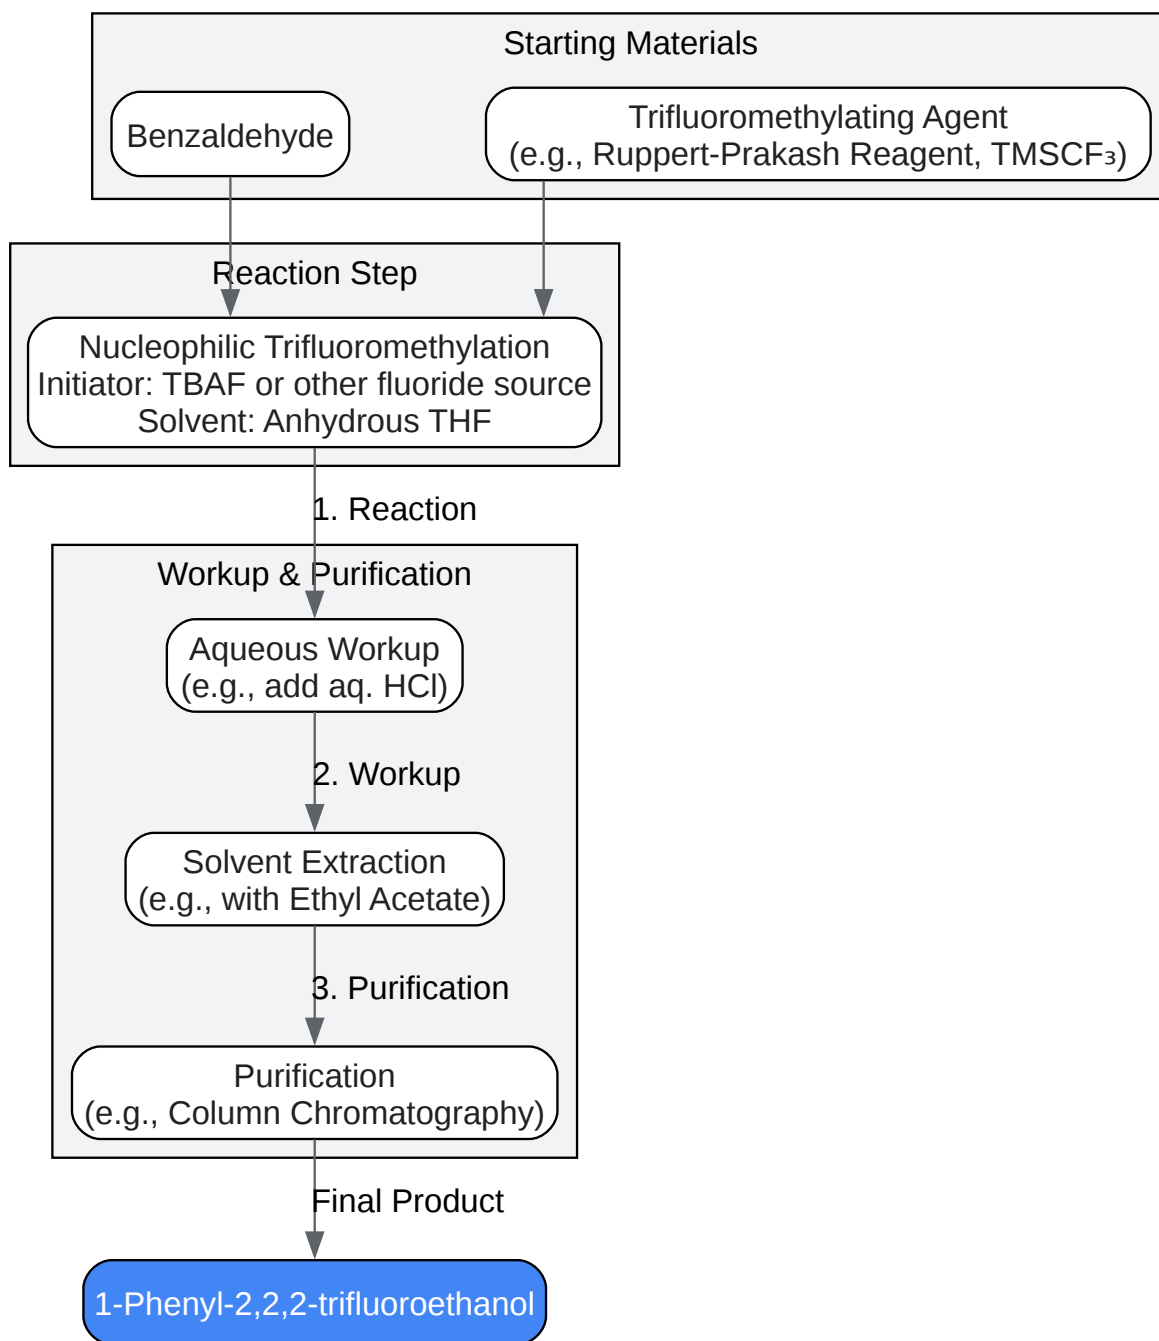 Starting Materials
Benzaldehyde
Trifluoromethylating Agent
(e.g., Ruppert-Prakash Reagent, TMSCF₃)
Reaction Step
Nucleophilic Trifluoromethylation
Initiator: TBAF or other fluoride source
Solvent: Anhydrous THF
1. Reaction
Workup & Purification
Aqueous Workup
(e.g., add aq. HCl)
2. Workup
Solvent Extraction
(e.g., with Ethyl Acetate)
3. Purification
Purification
(e.g., Column Chromatography)
Final Product
1-Phenyl-2,2,2-trifluoroethanol